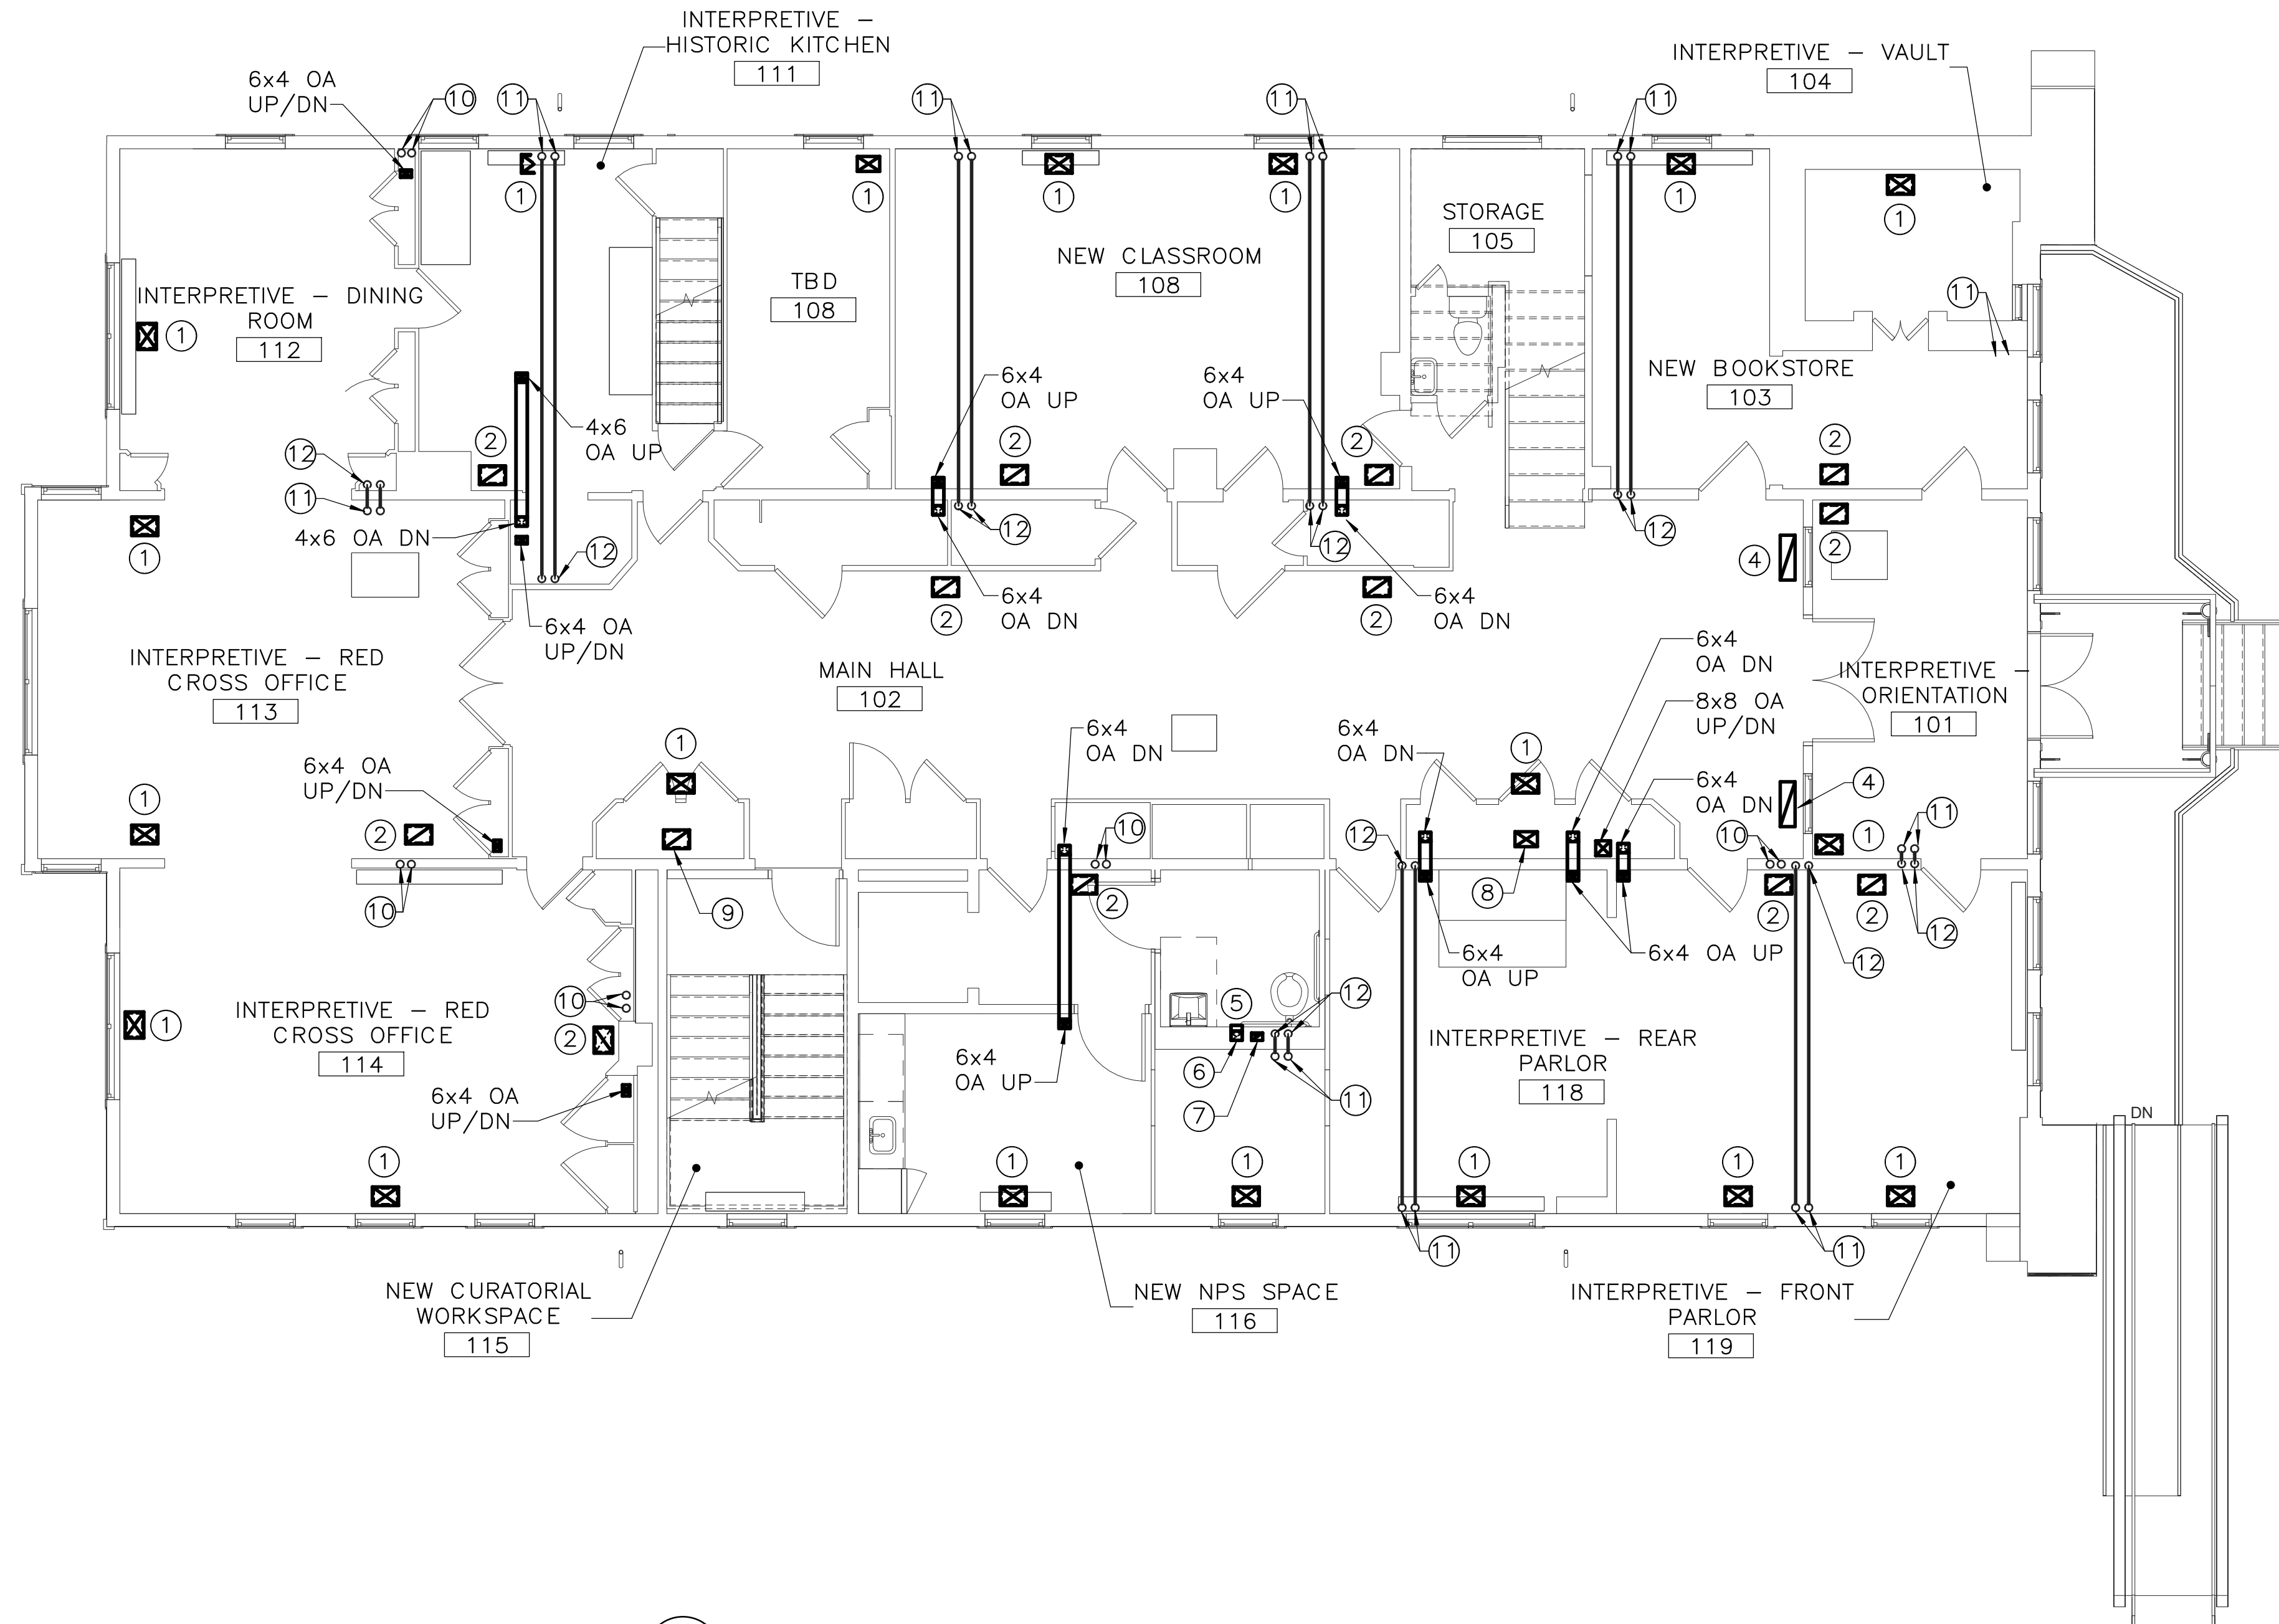 INTERPRETIVE –
HISTORIC KITCHEN
111
INTERPRETIVE – VAULT
104
6x4 OA
UP/DN
10
11
11
11
11
1
1
1
1
1
1
STORAGE
105
NEW CLASSROOM
108
TBD
108
INTERPRETIVE – DINING
ROOM
112
1
11
NEW BOOKSTORE
103
6x4
OA UP
6x4
OA UP
4x6
OA UP
2
2
2
2
12
11
4x6 OA DN
12
12
12
12
1
4
2
2
6x4
OA DN
2
6x4
OA DN
6x4 OA
UP/DN
INTERPRETIVE – RED
CROSS OFFICE
113
MAIN HALL
102
6x4
OA DN
INTERPRETIVE –
ORIENTATION
101
8x8 OA
UP/DN
6x4
OA DN
6x4
OA DN
1
1
6x4 OA
UP/DN
6x4
OA DN
4
1
2
10
12
10
1
11
10
9
2
8
2
2
12
12
6x4
OA UP
6x4 OA UP
10
5
12
INTERPRETIVE – RED
CROSS OFFICE
114
1
2
INTERPRETIVE – REAR
PARLOR
118
6x4
OA UP
6
7
11
6x4 OA
UP/DN
DN
1
1
1
1
1
1
11
11
NEW CURATORIAL
WORKSPACE
115
NEW NPS SPACE
116
INTERPRETIVE – FRONT
PARLOR
119